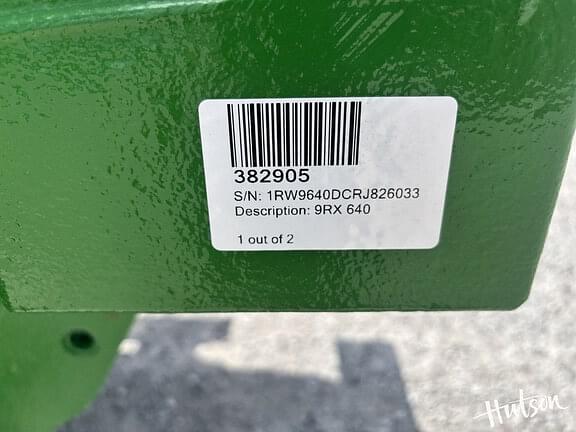 382905
S/N: 1RW9640DCRJ826033
Description: 9RX 640
1 out of 2
Hutson